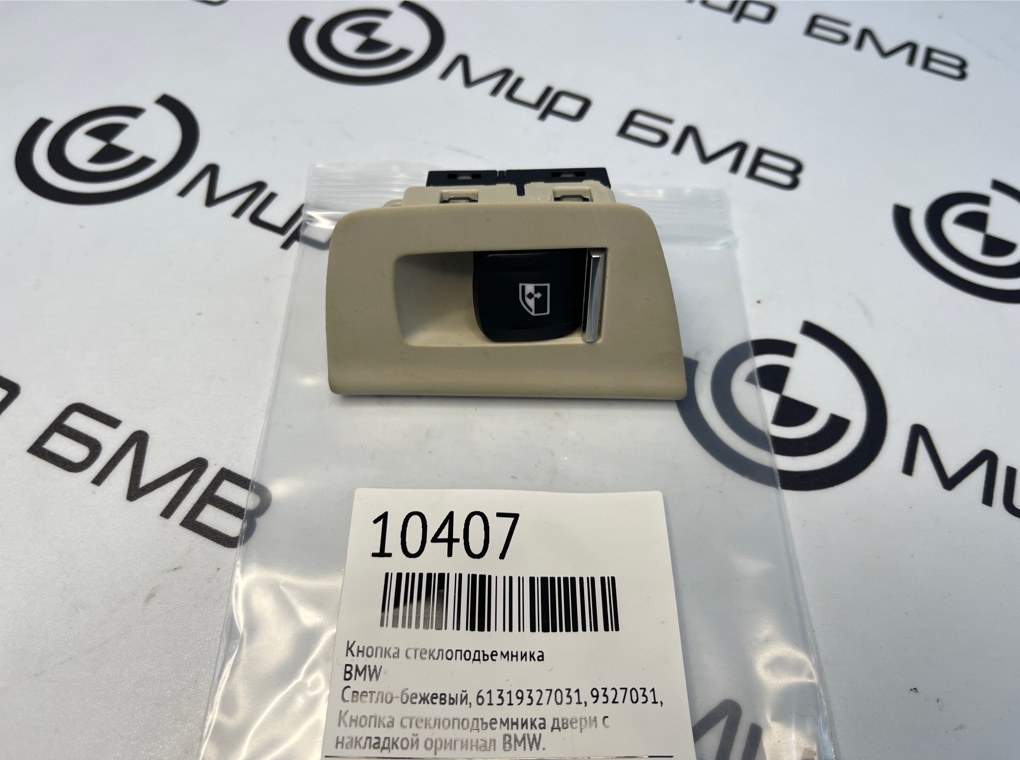 Мир БМВ
Мир БМВ
Мир
БМВ
10407
Кнопка стеклоподъемника
BMW
Светло-бежевый, 61319327031, 9327031,
Кнопка стеклоподъемника двери с
накладкой оригинал BMW.